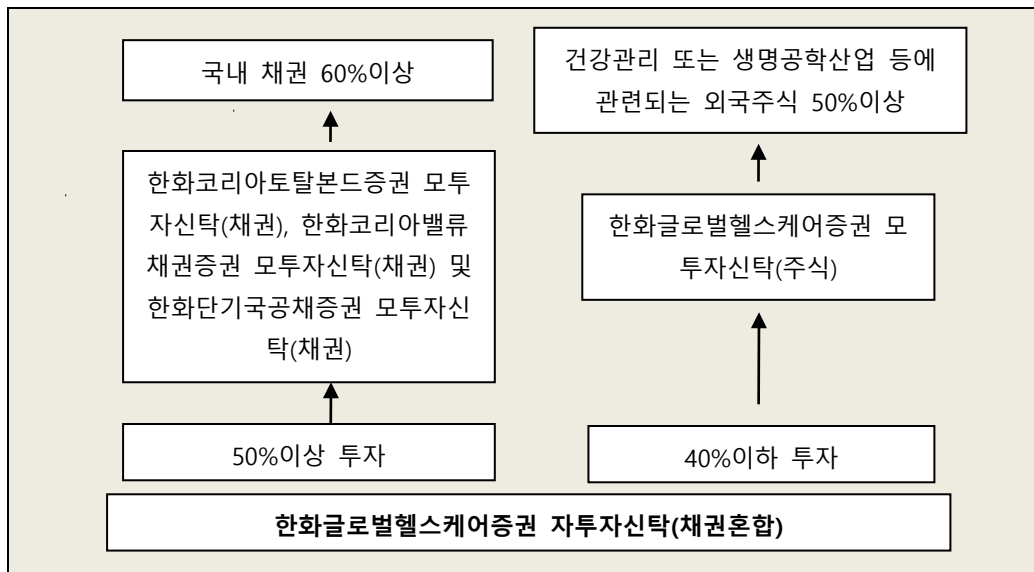 국내 채권 60%이상
건강관리 또는 생명공학산업 등에
관련되는 외국주식 50%이상
한화코리아토탈본드증권 모투
자신탁(채권), 한화코리아밸류
채권증권 모투자신탁(채권) 및
한화단기국공채증권 모투자신
탁(채권)
한화글로벌헬스케어증권 모
투자신탁(주식)
50%이상 투자
40%이하 투자
한화글로벌헬스케어증권 자투자신탁(채권혼합)